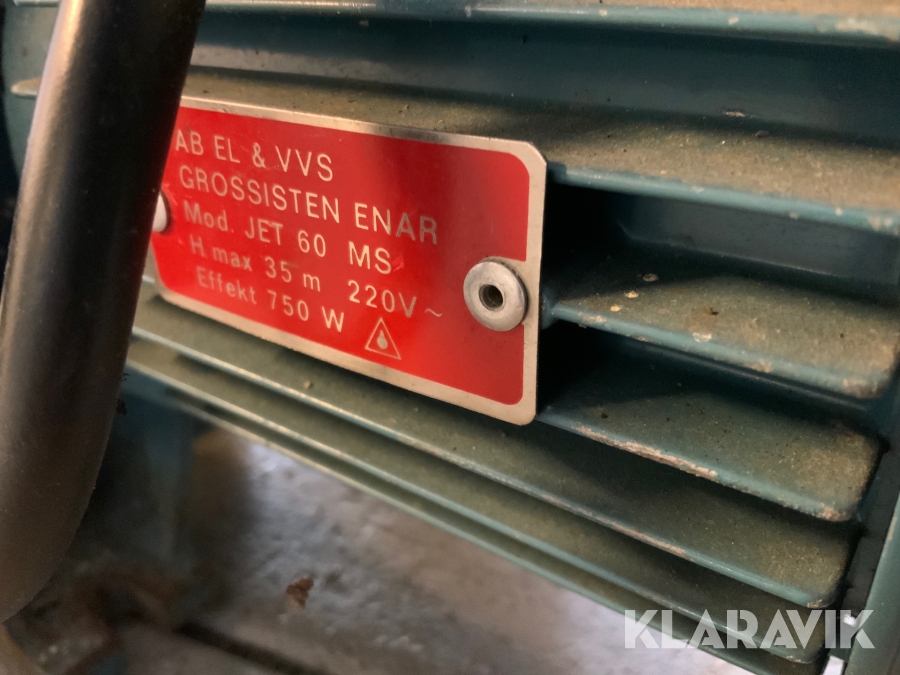 AB EL & VVS
GROSSISTEN ENAR
Mod. JET 60 MS
H max 35 m 220V ~
Effekt 750 W
KLARAVIK